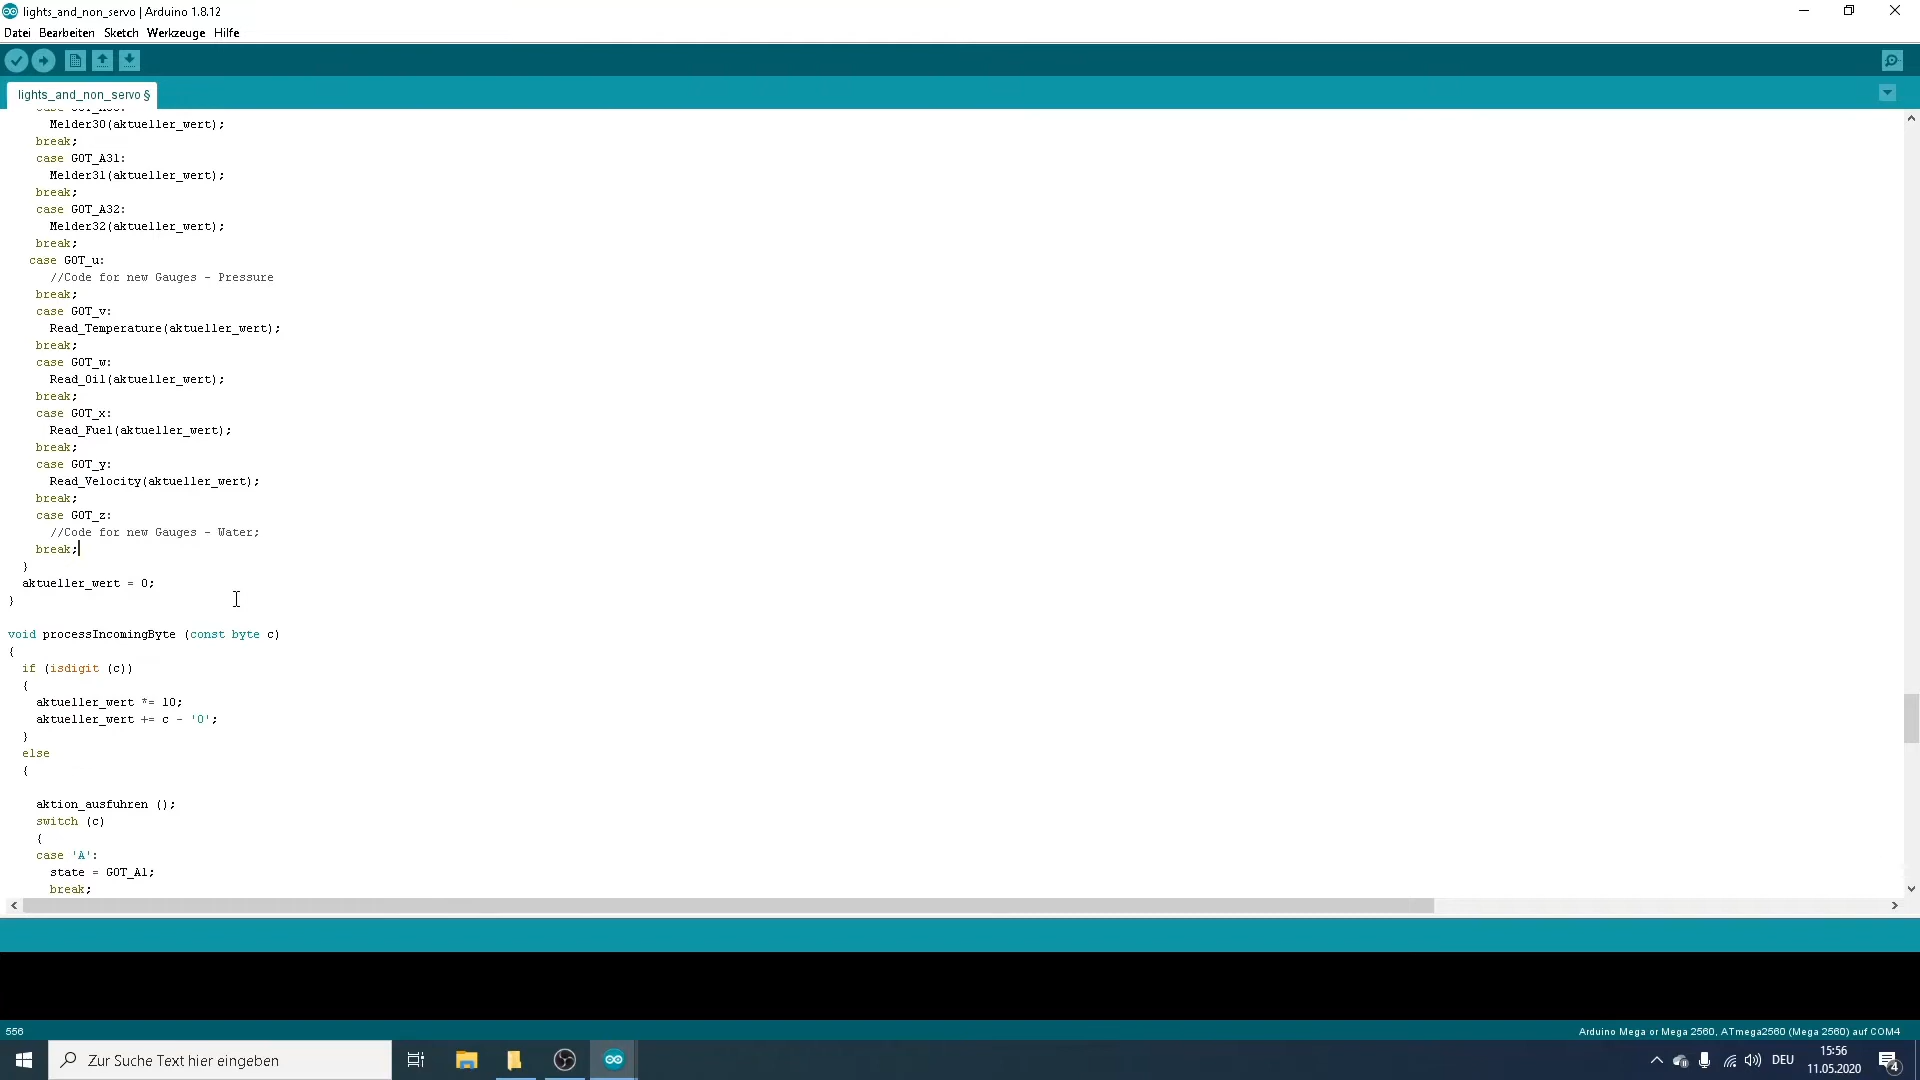 lights_and_non_servo | Arduino 1.8.12
Datei Bearbeiten Sketch Werkzeuge Hilfe
lights_and_non_servo §
Melder30(aktueller_wert);
break;
case GOT_A31:
Melder31(aktueller_wert);
break;
case GOT_A32:
Melder32(aktueller_wert);
break;
case GOT_u:
//Code for new Gauges - Pressure
break;
case GOT_v:
Read_Temperature(aktueller_wert);
break;
case GOT_w:
Read_Oil(aktueller_wert);
break;
case GOT_x:
Read_Fuel(aktueller_wert);
break;
case GOT_y:
Read_Velocity(aktueller_wert);
break;
case GOT_z:
//Code for new Gauges - Water;
break;
}
aktueller_wert = 0;
}
void processIncomingByte (const byte c)
{
if (isdigit (c))
{
aktueller_wert *= 10;
aktueller_wert += c - '0';
}
else
{
aktion_ausfuhren ();
switch (c)
{
case 'A':
state = GOT_A1;
break;
556
Arduino Mega or Mega 2560, ATmega2560 (Mega 2560) auf COM4
Zur Suche Text hier eingeben
DEU
15:56
11.05.2020
4